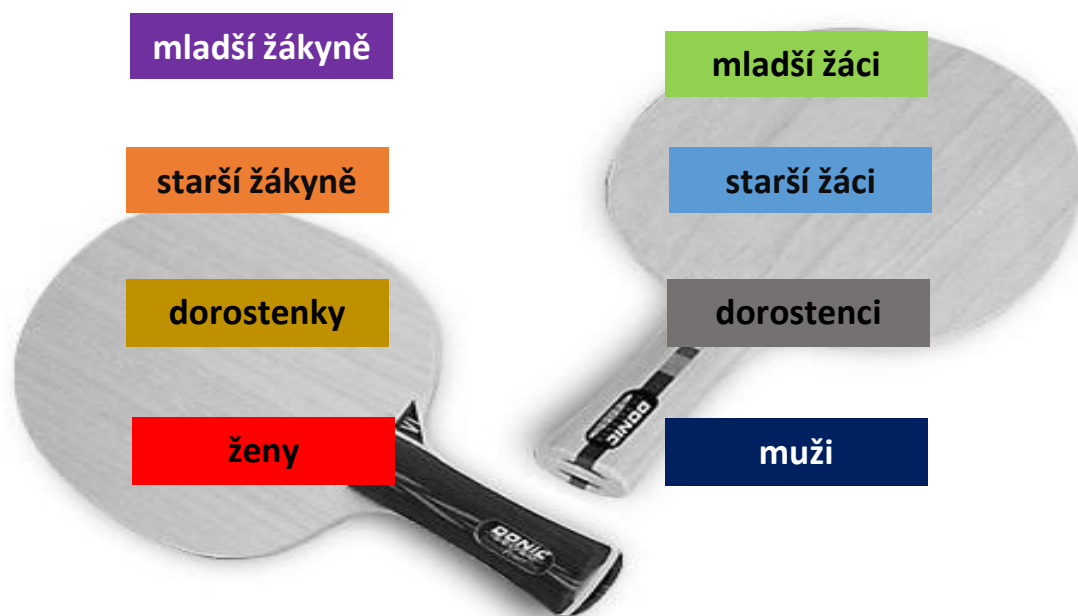 mladší žákyně
mladší žáci
starší žákyně
starší žáci
dorostenky
dorostenci
ženy
muži
DONIC
DONIC